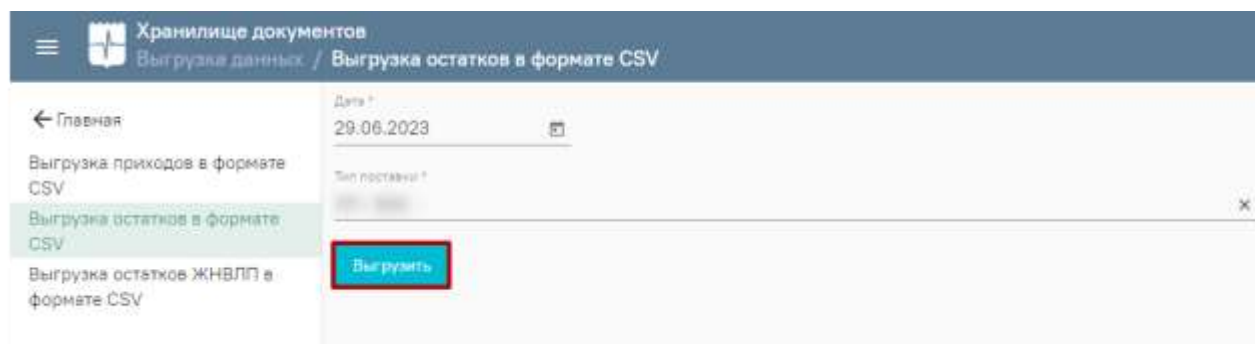 Хранилище документов
Выгрузка данных / Выгрузка остатков в формате CSV
← Главная
Выгрузка приходов в формате
CSV
Выгрузка остатков в формате
CSV
Выгрузка остатков ЖНВЛП в
формате CSV
Дата *
29.06.2023
Тип поставки *
Выгрузить